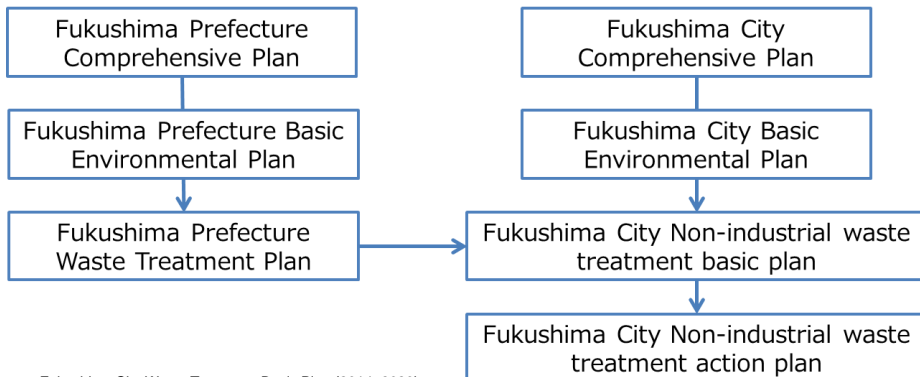 Fukushima Prefecture
Comprehensive Plan
Fukushima City
Comprehensive Plan
Fukushima Prefecture Basic
Environmental Plan
Fukushima City Basic
Environmental Plan
Fukushima Prefecture
Waste Treatment Plan
Fukushima City Non-industrial waste
treatment basic plan
Fukushima City Non-industrial waste
treatment action plan